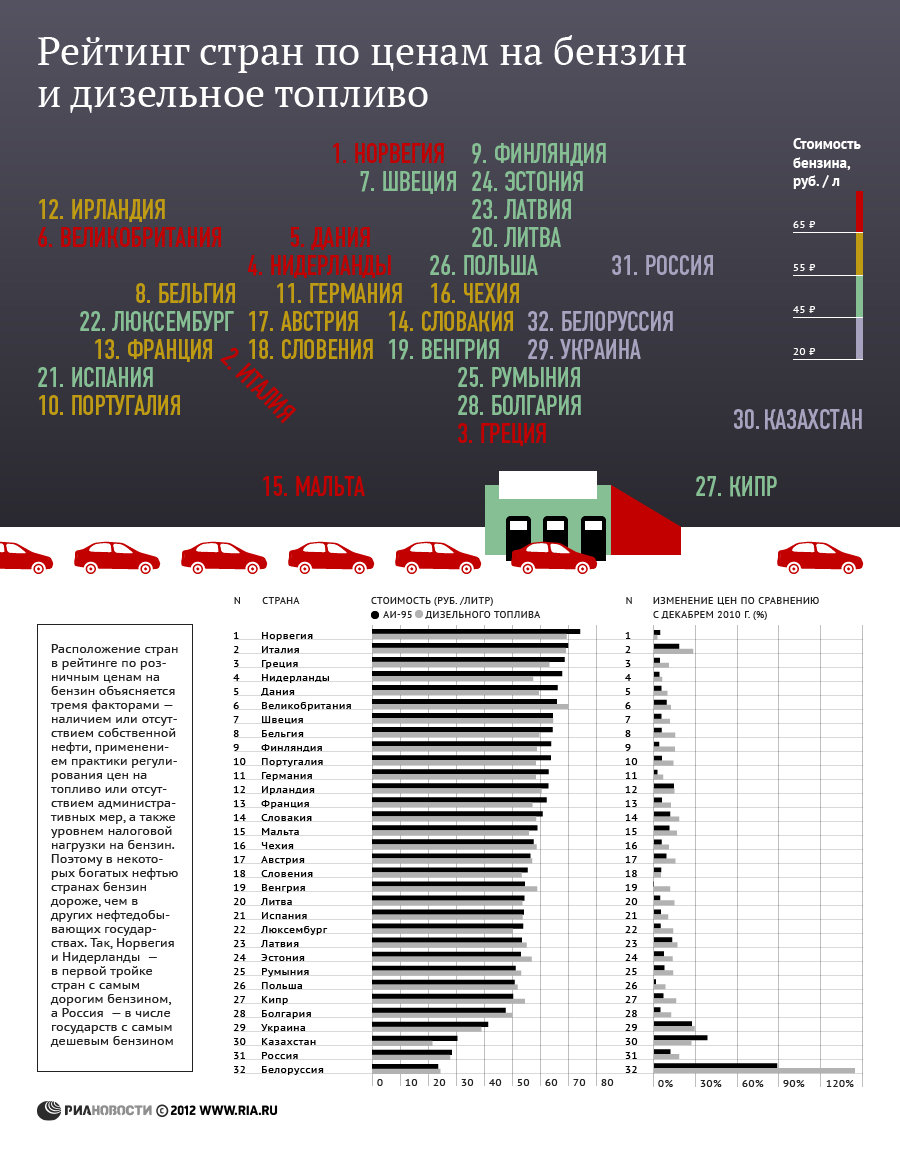 Рейтинг стран по ценам на бензин
и дизельное топливо
1. НОРВЕГИЯ
9. ФИНЛЯНДИЯ
7. ШВЕЦИЯ
24. ЭСТОНИЯ
12. ИРЛАНДИЯ
23. ЛАТВИЯ
6. ВЕЛИКОБРИТАНИЯ
5. ДАНИЯ
20. ЛИТВА
4. НИДЕРЛАНДЫ
26. ПОЛЬША
31. РОССИЯ
8. БЕЛЬГИЯ
11. ГЕРМАНИЯ
16. ЧЕХИЯ
22. ЛЮКСЕМБУРГ
17. АВСТРИЯ
14. СЛОВАКИЯ
32. БЕЛОРУССИЯ
13. ФРАНЦИЯ
2. ИТАЛИЯ
18. СЛОВЕНИЯ
19. ВЕНГРИЯ
29. УКРАИНА
21. ИСПАНИЯ
25. РУМЫНИЯ
10. ПОРТУГАЛИЯ
28. БОЛГАРИЯ
30. КАЗАХСТАН
3. ГРЕЦИЯ
15. МАЛЬТА
27. КИПР
Стоимость
бензина,
руб. / л
65 ₽
55 ₽
45 ₽
20 ₽
Расположение стран
в рейтинге по роз-
ничным ценам на
бензин объясняется
тремя факторами —
наличием или отсут-
ствием собственной
нефти, применени-
ем практики регули-
рования цен на
топливо или отсут-
ствием администра-
тивных мер, а также
уровнем налоговой
нагрузки на бензин.
Поэтому в некото-
рых богатых нефтью
странах бензин
дороже, чем в
других нефтедобы-
вающих государ-
ствах. Так, Норвегия
и Нидерланды —
в первой тройке
стран с самым
дорогим бензином,
а Россия — в числе
государств с самым
дешевым бензином
N СТРАНА СТОИМОСТЬ (РУБ. /ЛИТР)
АИ-95 ДИЗЕЛЬНОГО ТОПЛИВА
1 Норвегия
2 Италия
3 Греция
4 Нидерланды
5 Дания
6 Великобритания
7 Швеция
8 Бельгия
9 Финляндия
10 Португалия
11 Германия
12 Ирландия
13 Франция
14 Словакия
15 Мальта
16 Чехия
17 Австрия
18 Словения
19 Венгрия
20 Литва
21 Испания
22 Люксембург
23 Латвия
24 Эстония
25 Румыния
26 Польша
27 Кипр
28 Болгария
29 Украина
30 Казахстан
31 Россия
32 Белоруссия
0 10 20 30 40 50 60 70 80
N ИЗМЕНЕНИЕ ЦЕН ПО СРАВНЕНИЮ
С ДЕКАБРЕМ 2010 Г. (%)
1
2
3
4
5
6
7
8
9
10
11
12
13
14
15
16
17
18
19
20
21
22
23
24
25
26
27
28
29
30
31
32
0% 30% 60% 90% 120%
РИАНОВОСТИ © 2012 WWW.RIA.RU